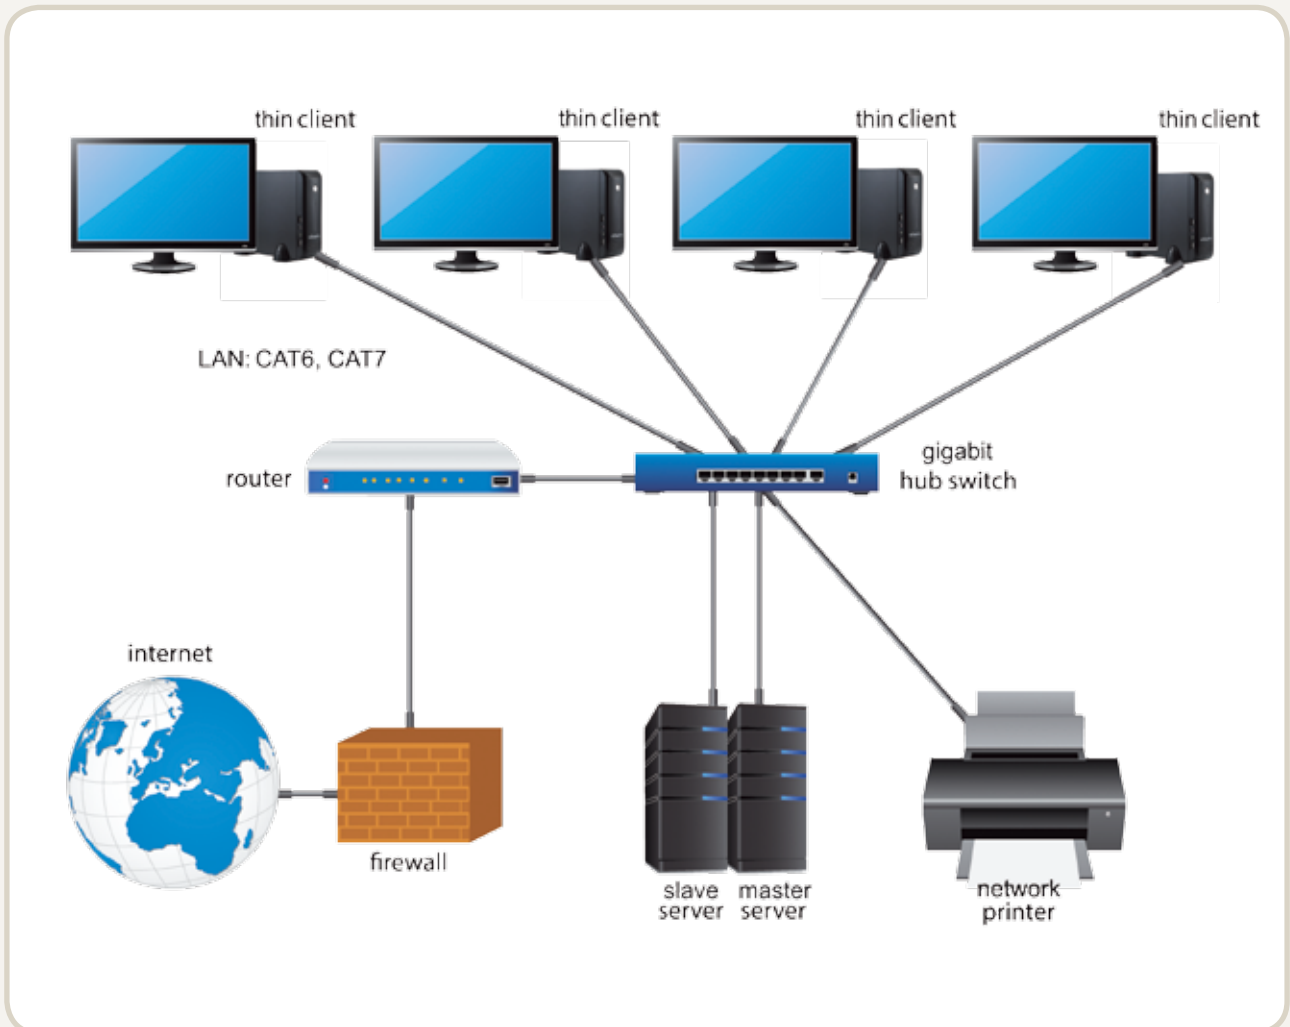 thin client
thin client
thin client
thin client
LAN: CAT6, CAT7
router
gigabit
hub switch
internet
firewall
slave
server
master
server
network
printer